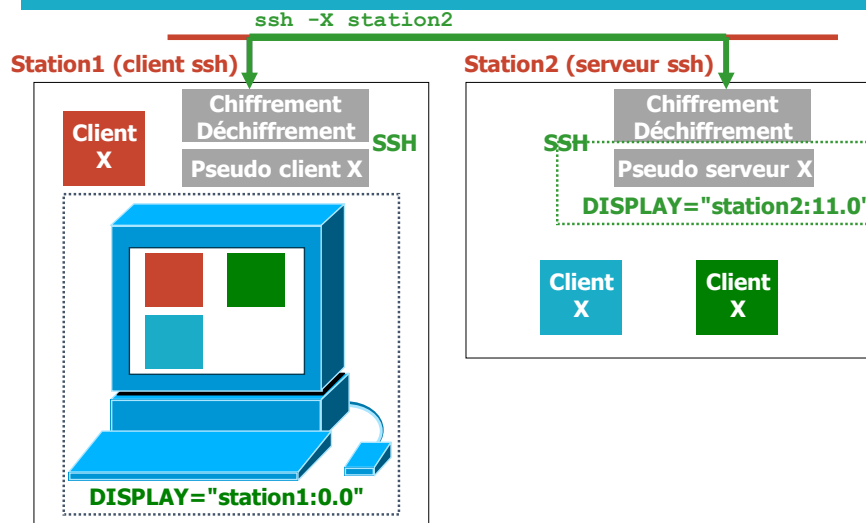 ssh -X station2
Station1 (client ssh)
Station2 (serveur ssh)
Client
X
Chiffrement
Déchiffrement
SSH
Pseudo client X
DISPLAY="station1:0.0"
Chiffrement
Déchiffrement
SSH
Pseudo serveur X
DISPLAY="station2:11.0"
Client
X
Client
X